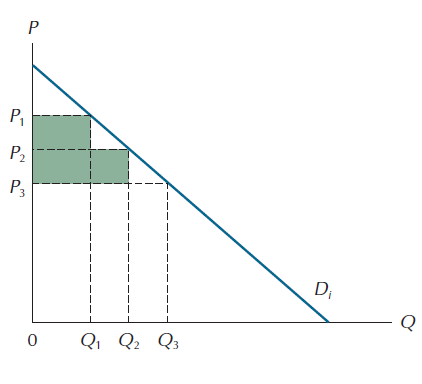 P
P₁
P₂
P₃
Dᵢ
Q
0 Q₁ Q₂ Q₃